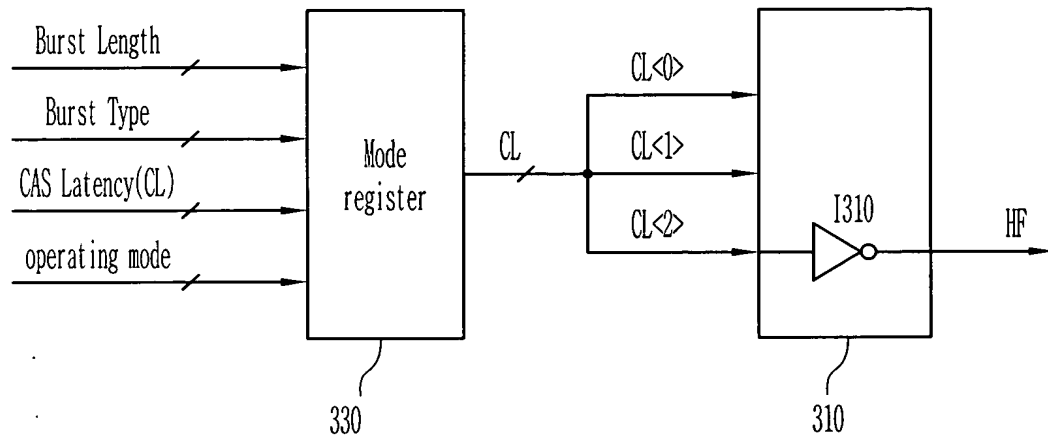 Burst Length
Burst Type
CAS Latency(CL)
operating mode
Mode
register
330
CL
CL<0>
CL<1>
CL<2>
I310
HF
310